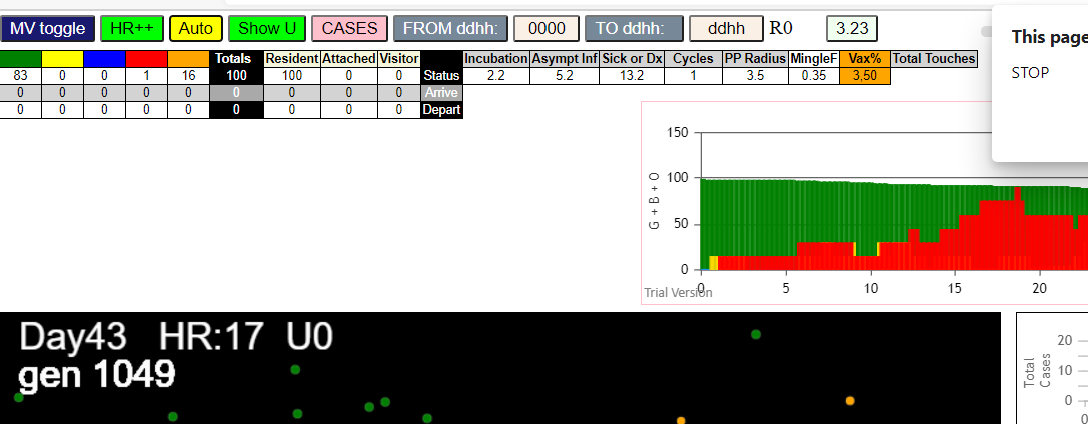 MV toggle HR++ Auto Show U CASES FROM ddhh: 0000 TO ddhh: ddhh R0 3.23
This page
STOP
Totals Resident Attached Visitor Incubation Asympt Inf Sick or Dx Cycles PP Radius MingleF Vax% Total Touches
83 0 0 1 16 100 100 0 0 Status 2.2 5.2 13.2 1 3.5 0.35 3,50
0 0 0 0 0 0 0 0 0 Arrive
0 0 0 0 0 0 0 0 0 Depart
150
100
50
0
G + B + O
0 5 10 15 20
Trial Version
Day43 HR:17 U0
gen 1049
Total
Cases
20
10
0
0